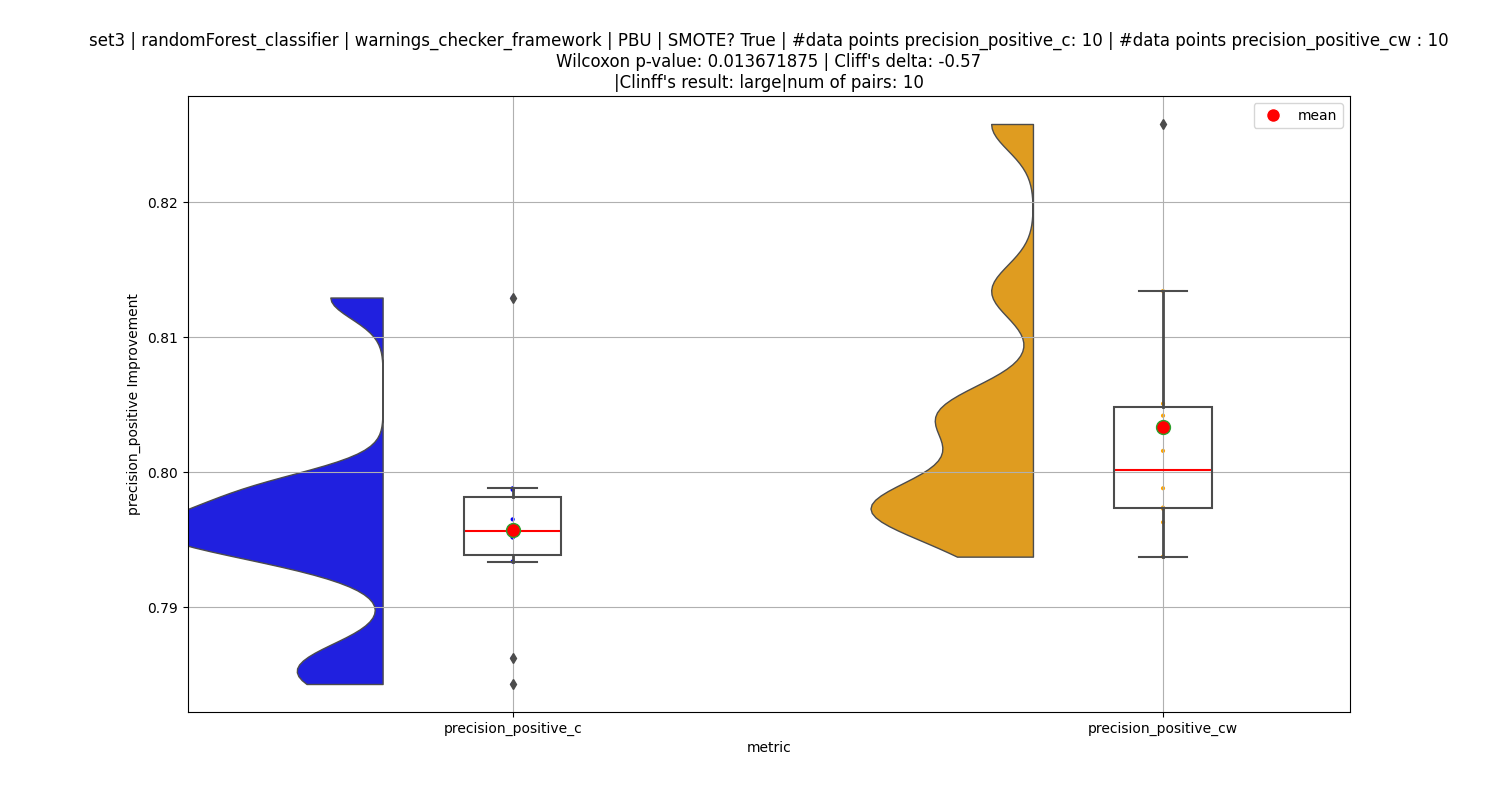 set3 | randomForest_classifier | warnings_checker_framework | PBU | SMOTE? True | #data points precision_positive_c: 10 | #data points precision_positive_cw : 10
Wilcoxon p-value: 0.013671875 | Cliff's delta: -0.57
|Clinff's result: large|num of pairs: 10
mean
0.82
0.81
0.80
0.79
precision_positive Improvement
precision_positive_c
precision_positive_cw
metric